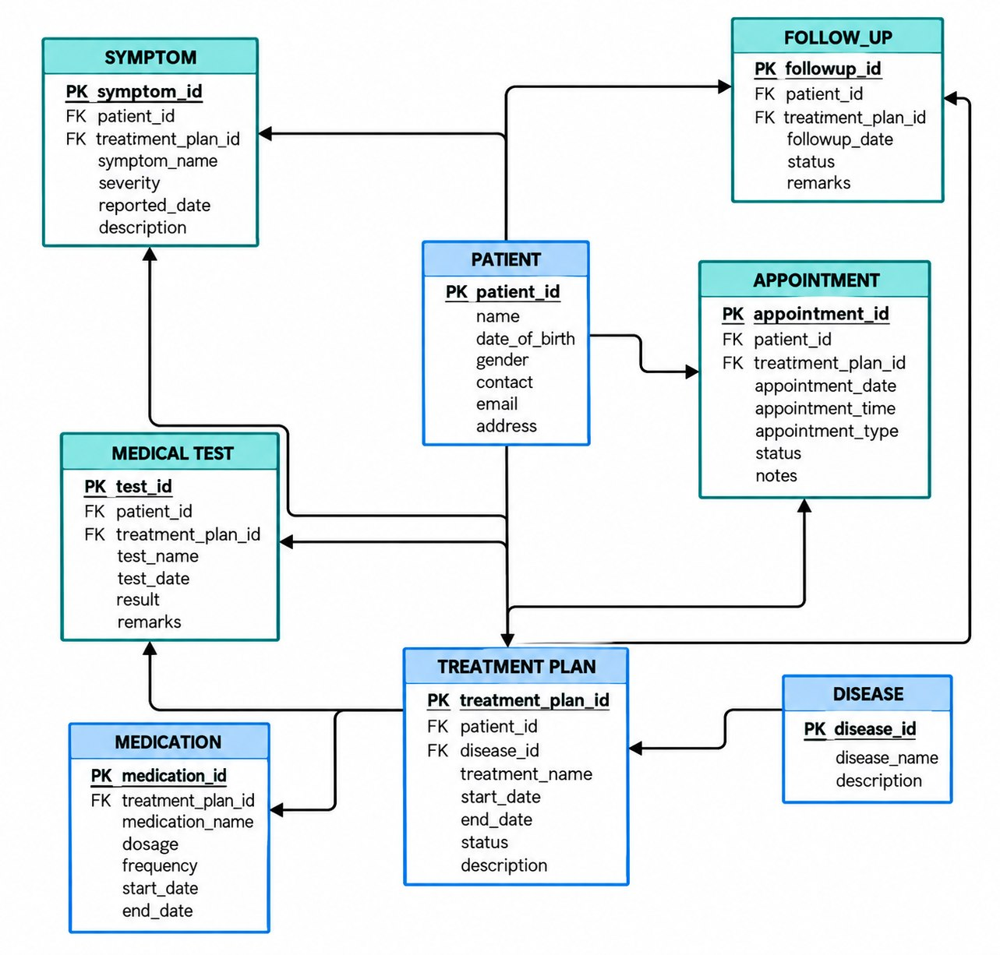 SYMPTOM
PK symptom_id
FK patient_id
FK treatiment_plan_id
symptom_name
severity
reported_date
description
FOLLOW_UP
PK followup_id
FK patient_id
FK treatiment_plan_id
followup_date
status
remarks
PATIENT
PK patient_id
name
date_of_birth
gender
contact
email
address
APPOINTMENT
PK appointment_id
FK patient_id
FK treatiment_plan_id
appointment_date
appointment_time
appointment_type
status
notes
MEDICAL TEST
PK test_id
FK patient_id
FK treatment_plan_id
test_name
test_date
result
remarks
TREATMENT PLAN
PK treatment_plan_id
FK patient_id
FK disease_id
treatment_name
start_date
end_date
status
description
DISEASE
PK disease_id
disease_name
description
MEDICATION
PK medication_id
FK treatment_plan_id
medication_name
dosage
frequency
start_date
end_date